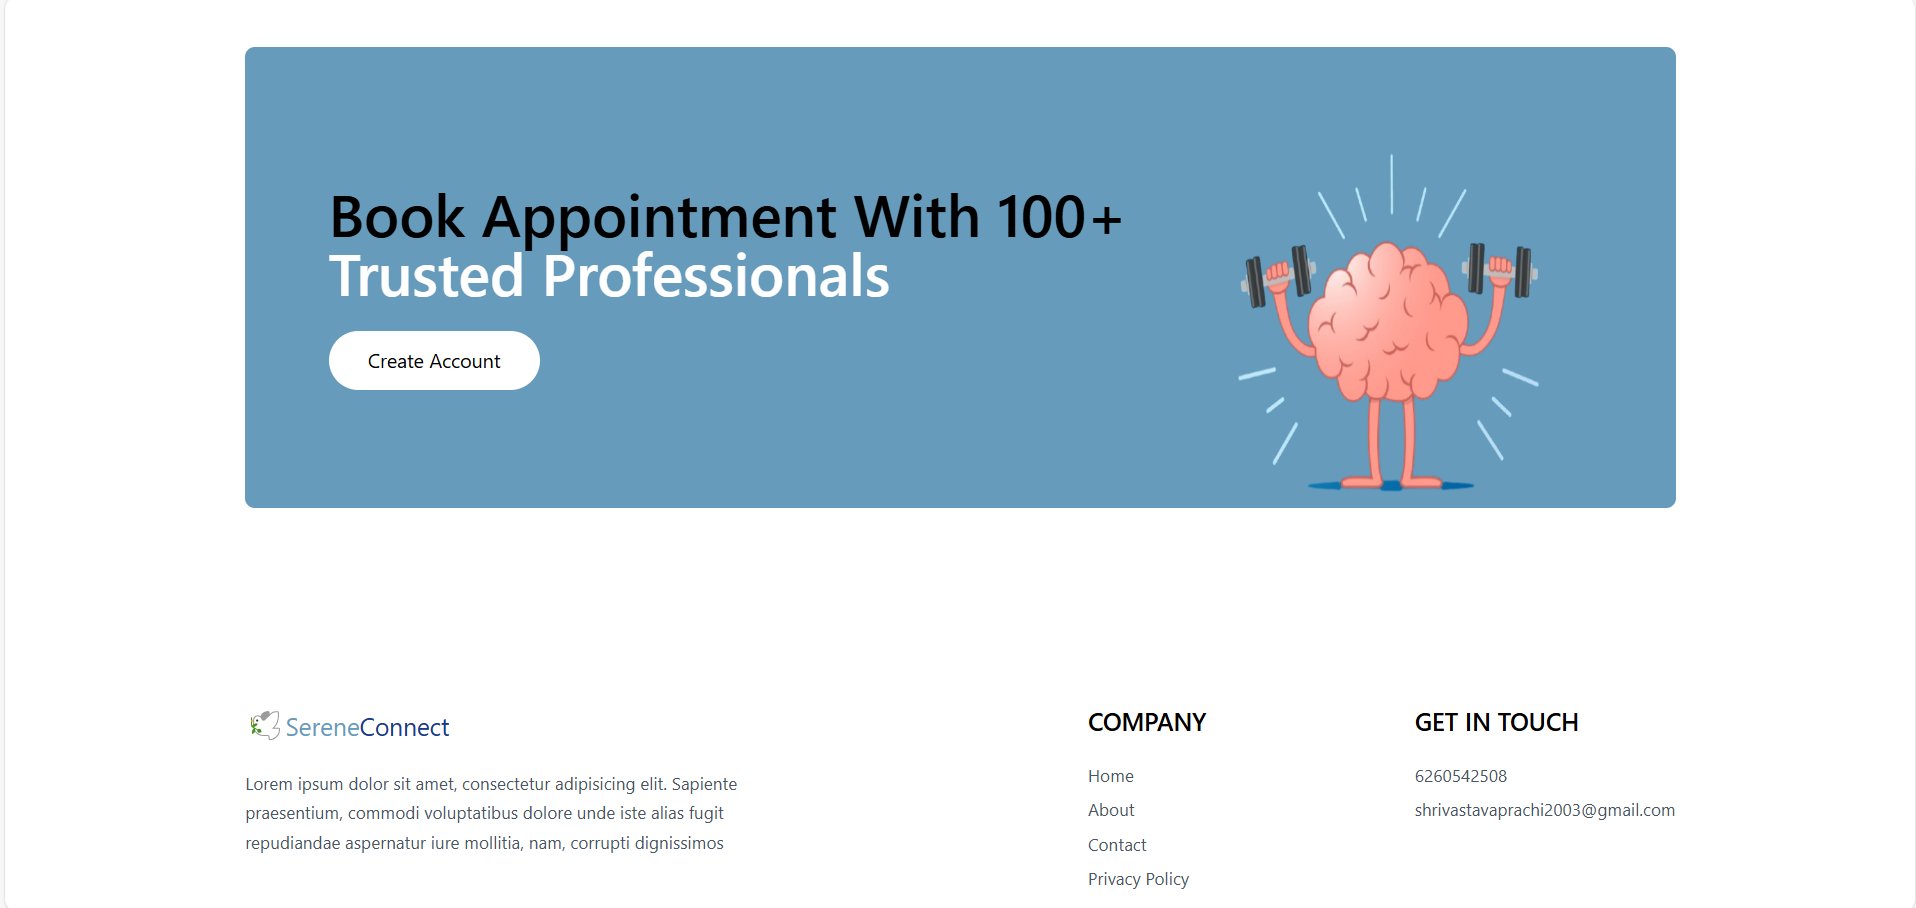 Book Appointment With 100+
Trusted Professionals
Create Account
SereneConnect
Lorem ipsum dolor sit amet, consectetur adipisicing elit. Sapiente
praesentium, commodi voluptatibus dolore unde iste alias fugit
repudiandae aspernatur iure mollitia, nam, corrupti dignissimos
COMPANY
Home
About
Contact
Privacy Policy
GET IN TOUCH
6260542508
shrivastavaprachi2003@gmail.com